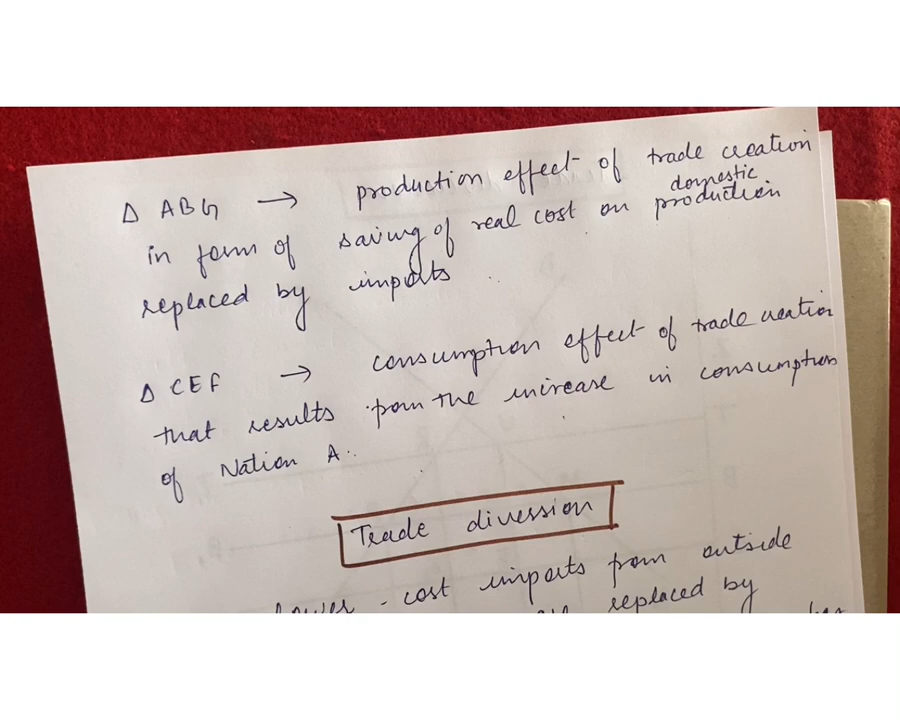 Δ ABG → production effect of trade creation
in form of saving of real cost on domestic production
replaced by imports.
Δ CEF → consumption effect of trade creation
that results from the increase in consumption
of Nation A.
Trade diversion
lower-cost imports from outside
replaced by